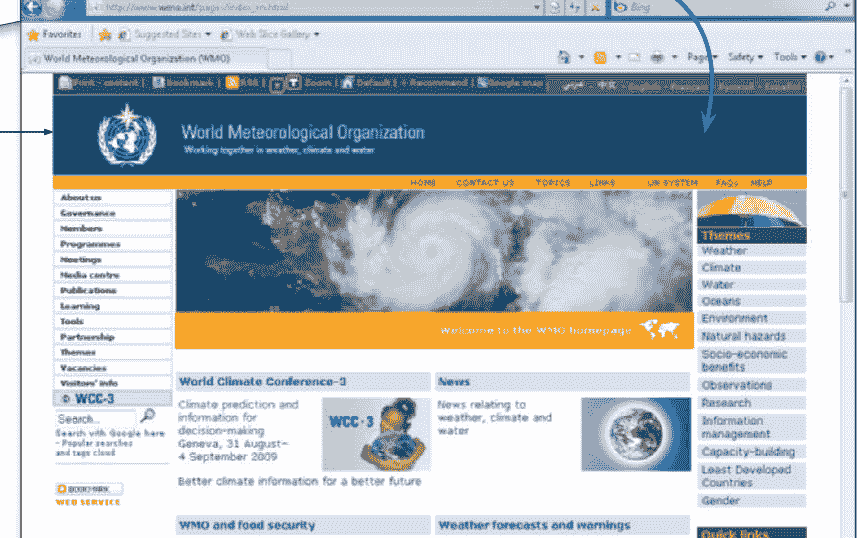 Bing
Favorites
Suggested Sites
Web Slice Gallery
World Meteorological Organization (WMO)
Page
Safety
Tools
Bookmark
RSS
Zoom
Default
Recommend
Google map
World Meteorological Organization
Working together in weather, climate and water
HOME CONTACT US TOPICS LINKS UN SYSTEM FAQs HELP
About us
Governance
Members
Programmes
Meetings
Media centre
Publications
Learning
Tools
Partnership
Themes
Vacancies
Visitors' info
WCC-3
Search...
Search with Google here
- Popular searches
and tags cloud
BOOKMARK
WEB SERVICE
Welcome to the WMO homepage
World Climate Conference-3
Climate prediction and
information for
decision-making
Geneva, 31 August–
4 September 2009
WCC-3
Better climate information for a better future
News
News relating to
weather, climate and
water
WMO and food security
Weather forecasts and warnings
Themes
Weather
Climate
Water
Oceans
Environment
Natural hazards
Socio-economic
benefits
Observations
Research
Information
management
Capacity-building
Least Developed
Countries
Gender
Quick links